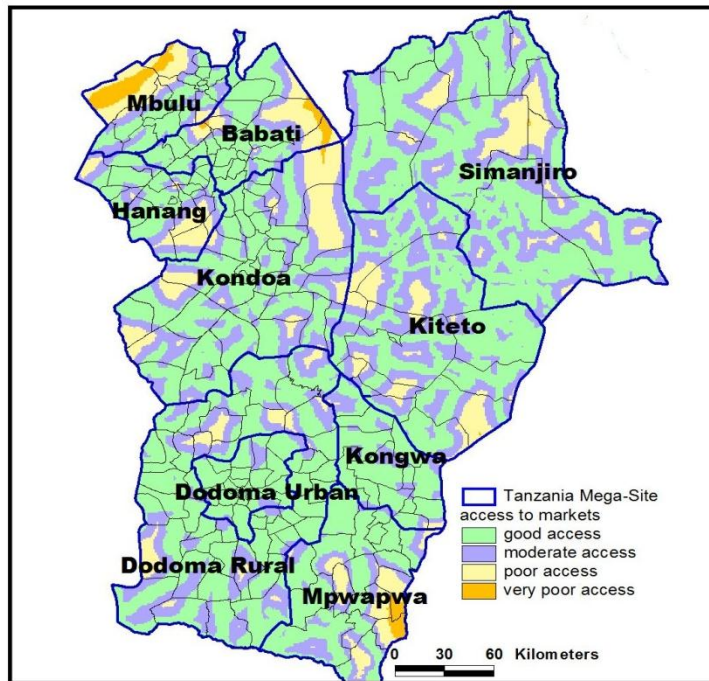 Mbulu
Babati
Simanjiro
Hanang
Kondoa
Kiteto
Kongwa
Dodoma Urban
Dodoma Rural
Mpwapwa
Tanzania Mega-Site
access to markets
good access
moderate access
poor access
very poor access
0 30 60 Kilometers